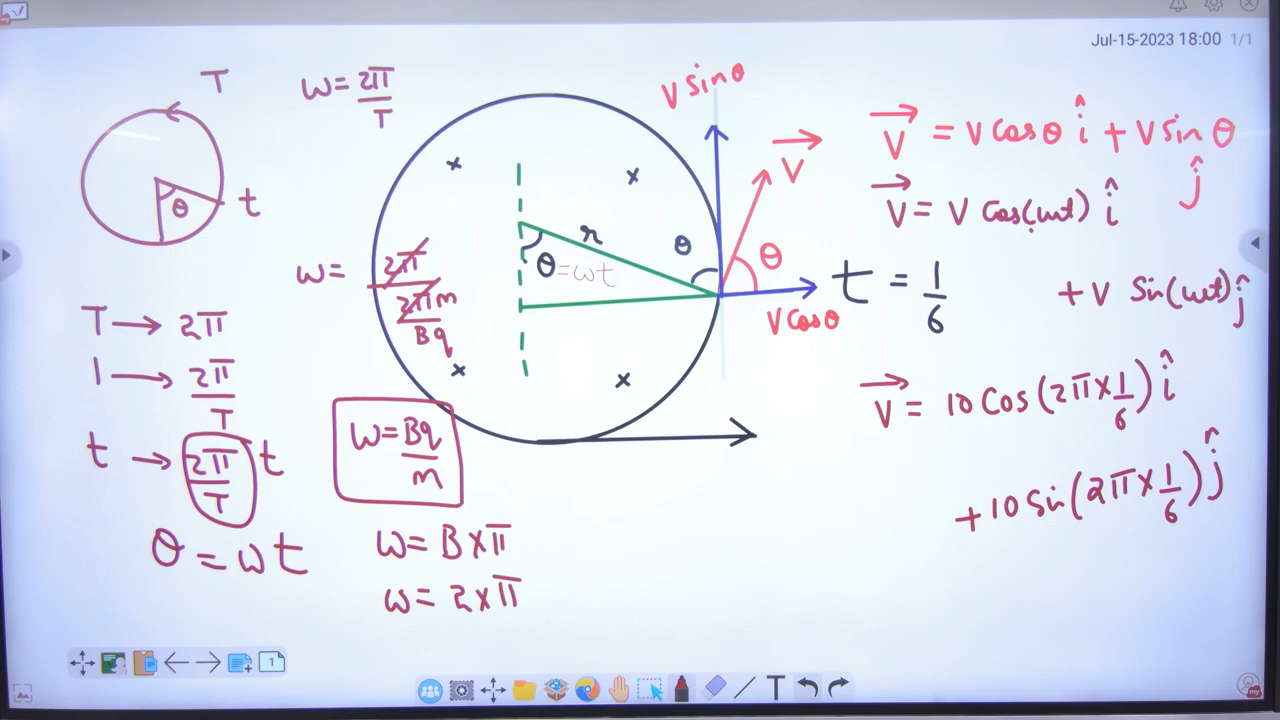 Jul-15-2023 18:00 1/1
T
t
θ
ω = 2π/T
T → 2π
1 → 2π/T
t → 2π/T t
θ = ωt
ω = 2π/(2πm/Bq)
ω = Bq/m
ω = B×π
ω = 2×π
× × × ×
r
θ = ωt
θ
V sinθ
V⃗
θ
V cosθ
V⃗ = V cosθ î + V sinθ
ĵ
V⃗ = V Cos(ωt) î
+ V Sin(ωt) ĵ
t = 1/6
V⃗ = 10 Cos(2π×1/6) î
+ 10 Sin(2π×1/6) ĵ
1
T
my